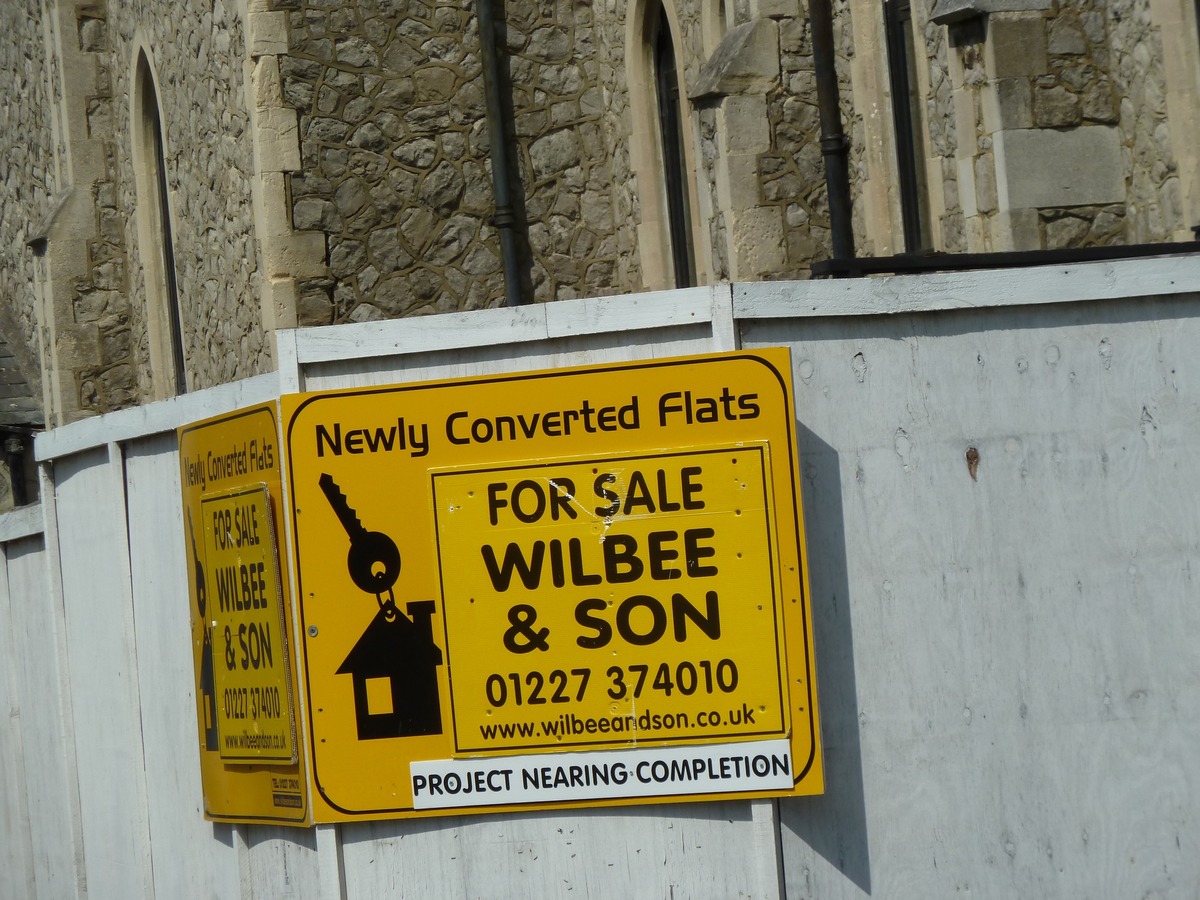 Newly Converted Flats
FOR SALE
WILBEE
& SON
01227 374010
www.wilbeeandson.co.uk
PROJECT NEARING COMPLETION
Newly Converted Flats
FOR SALE
WILBEE
& SON
01227 374010
www.wilbeeandson.co.uk